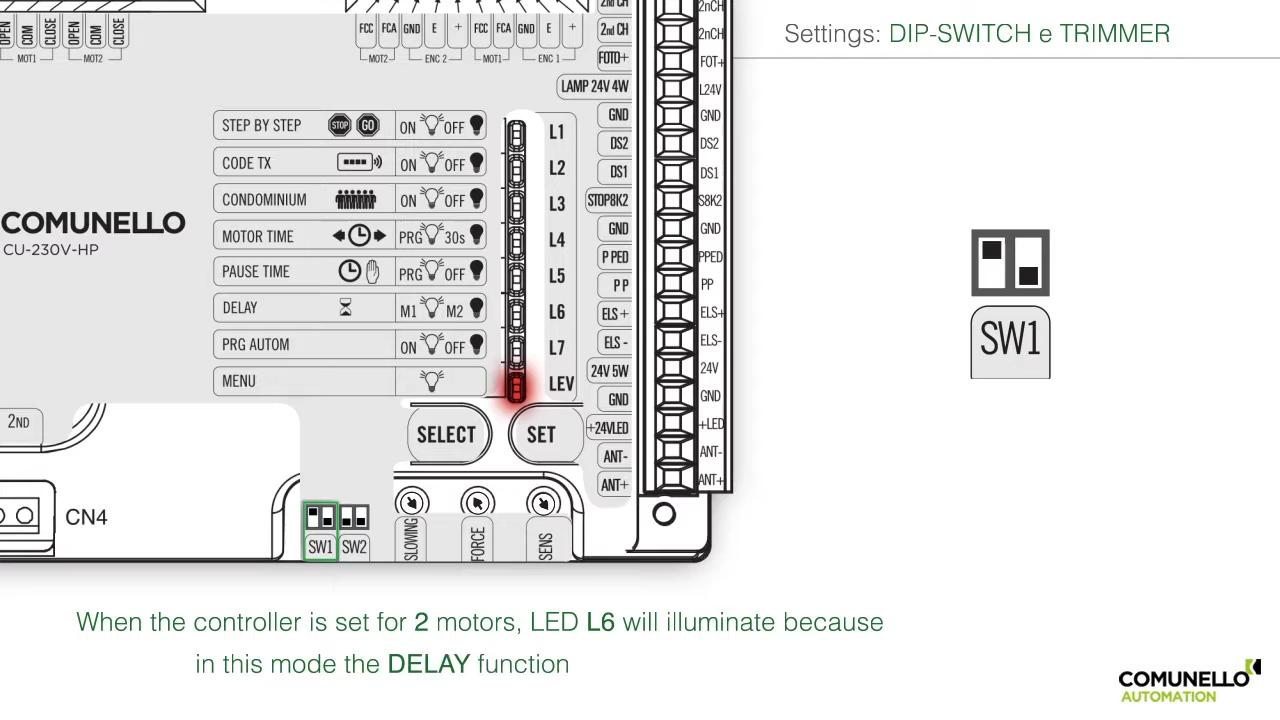 Settings: DIP-SWITCH e TRIMMER
OPEN COM CLOSE OPEN COM CLOSE
MOT1 MOT2
FCC FCA GND E + FCC FCA GND E +
MOT2 ENC 2 MOT1 ENC 1
2nd CH
2nd CH
FOTO+
LAMP 24V 4W
GND
DS2
DS1
STOP8K2
GND
P PED
P P
ELS +
ELS -
24V 5W
GND
+24VLED
ANT-
ANT+
2nCH
2nCH
FOT+
L24V
GND
DS2
DS1
S8K2
GND
PPED
PP
ELS+
ELS-
24V
GND
+LED
ANT-
ANT+
STEP BY STEP STOP GO ON OFF L1
CODE TX ON OFF L2
CONDOMINIUM ON OFF L3
MOTOR TIME PRG 30s L4
PAUSE TIME PRG OFF L5
DELAY M1 M2 L6
PRG AUTOM ON OFF L7
MENU LEV
COMUNELLO
CU-230V-HP
SELECT SET
2ND
CN4
SW1 SW2 SLOWING FORCE SENS
SW1
When the controller is set for 2 motors, LED L6 will illuminate because
in this mode the DELAY function
COMUNELLO
AUTOMATION